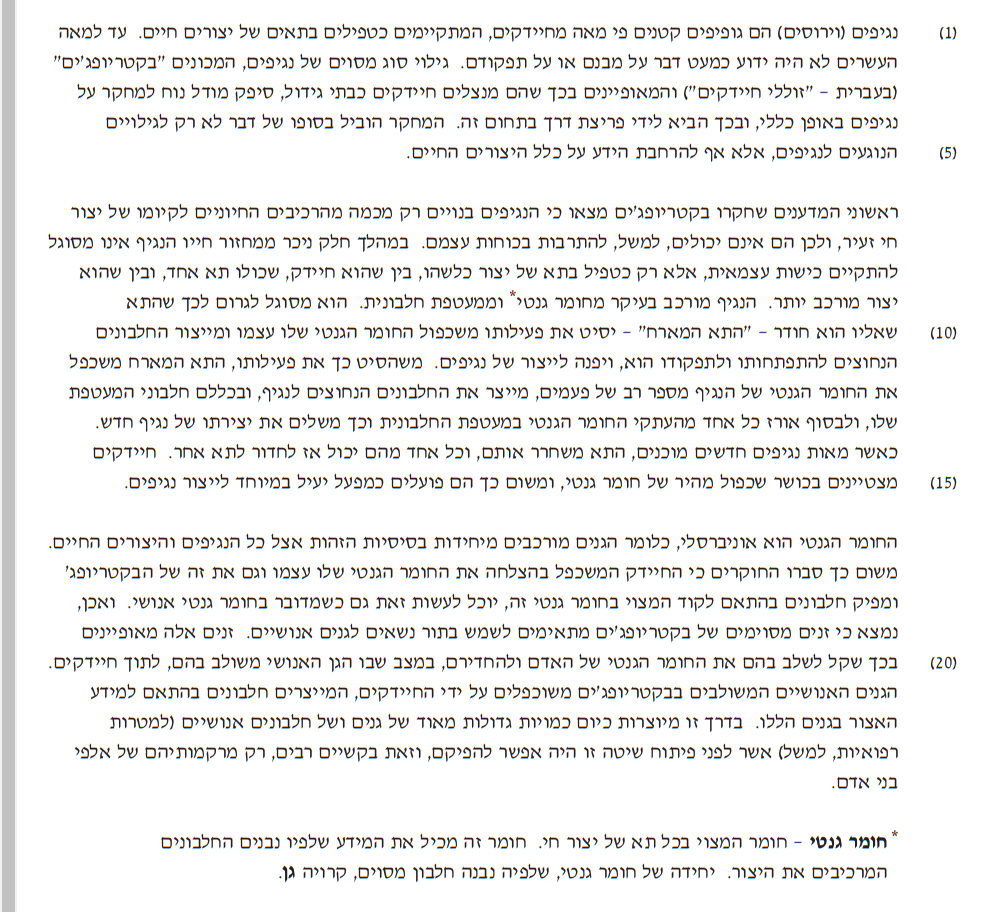 (1) נגיפים (וירוסים) הם גופיפים קטנים פי מאה מחיידקים, המתקיימים כטפילים בתאים של יצורים חיים. עד למאה
העשרים לא היה ידוע כמעט דבר על מבנם או על תפקודם. גילוי סוג מסוים של נגיפים, המכונים "בקטריופג'ים"
(בעברית – "זוללי חיידקים") והמאופיינים בכך שהם מנצלים חיידקים כבתי גידול, סיפק מודל נוח למחקר על
נגיפים באופן כללי, ובכך הביא לידי פריצת דרך בתחום זה. המחקר הוביל בסופו של דבר לא רק לגילויים
(5) הנוגעים לנגיפים, אלא אף להרחבת הידע על כלל היצורים החיים.
ראשוני המדענים שחקרו בקטריופג'ים מצאו כי הנגיפים בנויים רק מכמה מהרכיבים החיוניים לקיומו של יצור
חי זעיר, ולכן הם אינם יכולים, למשל, להתרבות בכוחות עצמם. במהלך חלק ניכר ממחזור חייו הנגיף אינו מסוגל
להתקיים כישות עצמאית, אלא רק כטפיל בתא של יצור כלשהו, בין שהוא חיידק, שכולו תא אחד, ובין שהוא
יצור מורכב יותר. הנגיף מורכב בעיקר מחומר גנטי* וממעטפת חלבונית. הוא מסוגל לגרום לכך שהתא
(10) שאליו הוא חודר – "התא המארח" – יסיט את פעילותו משכפול החומר הגנטי שלו עצמו ומייצור החלבונים
הנחוצים להתפתחותו ולתפקודו הוא, ויפנה לייצור של נגיפים. משהסיט כך את פעילותו, התא המארח משכפל
את החומר הגנטי של הנגיף מספר רב של פעמים, מייצר את החלבונים הנחוצים לנגיף, ובכללם חלבוני המעטפת
שלו, ולבסוף אורז כל אחד מהעתקי החומר הגנטי במעטפת החלבונית וכך משלים את יצירתו של נגיף חדש.
כאשר מאות נגיפים חדשים מוכנים, התא משחרר אותם, וכל אחד מהם יכול אז לחדור לתא אחר. חיידקים
(15) מצטיינים בכושר שכפול מהיר של חומר גנטי, ומשום כך הם פועלים כמפעל יעיל במיוחד לייצור נגיפים.
החומר הגנטי הוא אוניברסלי, כלומר הגנים מורכבים מיחידות בסיסיות הזהות אצל כל הנגיפים והיצורים החיים.
משום כך סברו החוקרים כי החיידק המשכפל בהצלחה את החומר הגנטי שלו עצמו וגם את זה של הבקטריופג'
ומפיק חלבונים בהתאם לקוד המצוי בחומר גנטי זה, יוכל לעשות זאת גם כשמדובר בחומר גנטי אנושי. ואכן,
נמצא כי זנים מסוימים של בקטריופג'ים מתאימים לשמש בתור נשאים לגנים אנושיים. זנים אלה מאופיינים
(20) בכך שקל לשלב בהם את החומר הגנטי של האדם ולהחדירם, במצב שבו הגן האנושי משולב בהם, לתוך חיידקים.
הגנים האנושיים המשולבים בבקטריופג'ים משוכפלים על ידי החיידקים, המייצרים חלבונים בהתאם למידע
האצור בגנים הללו. בדרך זו מיוצרות כיום כמויות גדולות מאוד של גנים ושל חלבונים אנושיים (למטרות
רפואיות, למשל) אשר לפני פיתוח שיטה זו היה אפשר להפיקם, וזאת בקשיים רבים, רק מרקמותיהם של אלפי
בני אדם.
* חומר גנטי – חומר המצוי בכל תא של יצור חי. חומר זה מכיל את המידע שלפיו נבנים החלבונים
המרכיבים את היצור. יחידה של חומר גנטי, שלפיה נבנה חלבון מסוים, קרויה גן.